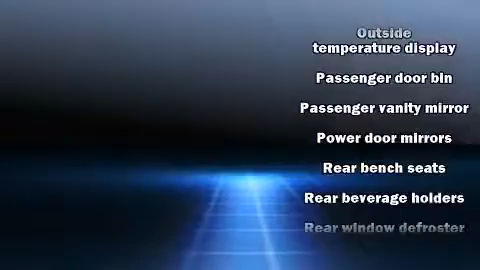 Outside
temperature display
Passenger door bin
Passenger vanity mirror
Power door mirrors
Rear bench seats
Rear beverage holders
Rear window defroster